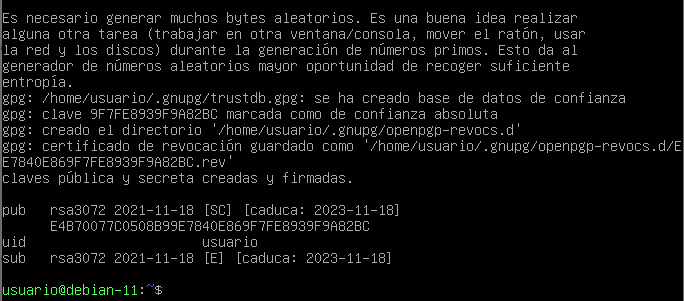 Es necesario generar muchos bytes aleatorios. Es una buena idea realizar
alguna otra tarea (trabajar en otra ventana/consola, mover el ratón, usar
la red y los discos) durante la generación de números primos. Esto da al
generador de números aleatorios mayor oportunidad de recoger suficiente
entropía.
gpg: /home/usuario/.gnupg/trustdb.gpg: se ha creado base de datos de confianza
gpg: clave 9F7FE8939F9A82BC marcada como de confianza absoluta
gpg: creado el directorio '/home/usuario/.gnupg/openpgp-revocs.d'
gpg: certificado de revocación guardado como '/home/usuario/.gnupg/openpgp-revocs.d/E
E7840E869F7FE8939F9A82BC.rev'
claves pública y secreta creadas y firmadas.
pub   rsa3072 2021-11-18 [SC] [caduca: 2023-11-18]
      E4B70077C0508B99E7840E869F7FE8939F9A82BC
uid                      usuario
sub   rsa3072 2021-11-18 [E] [caduca: 2023-11-18]
usuario@debian-11:~$